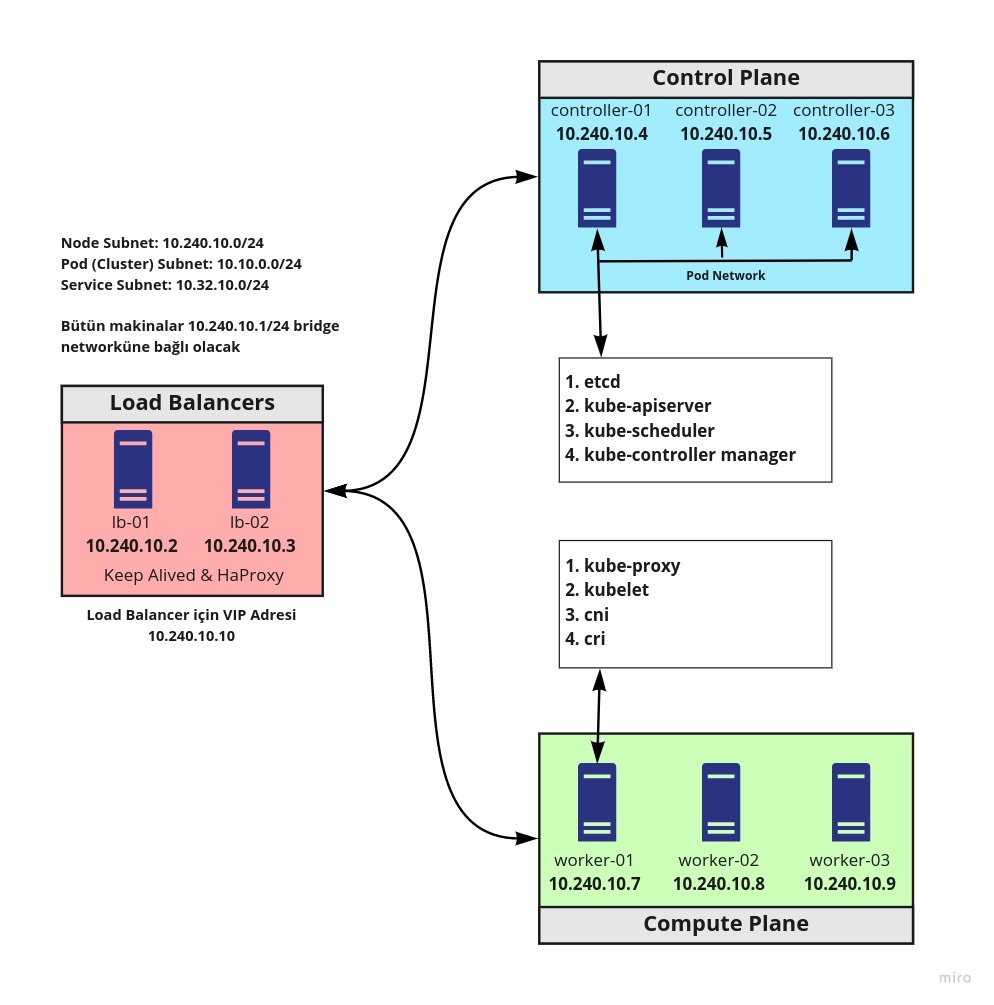 Control Plane
controller-01 controller-02 controller-03
10.240.10.4 10.240.10.5 10.240.10.6
Pod Network
Node Subnet: 10.240.10.0/24
Pod (Cluster) Subnet: 10.10.0.0/24
Service Subnet: 10.32.10.0/24
Bütün makinalar 10.240.10.1/24 bridge
networküne bağlı olacak
1. etcd
2. kube-apiserver
3. kube-scheduler
4. kube-controller manager
Load Balancers
lb-01 lb-02
10.240.10.2 10.240.10.3
Keep Alived & HaProxy
Load Balancer için VIP Adresi
10.240.10.10
1. kube-proxy
2. kubelet
3. cni
4. cri
worker-01 worker-02 worker-03
10.240.10.7 10.240.10.8 10.240.10.9
Compute Plane
miro